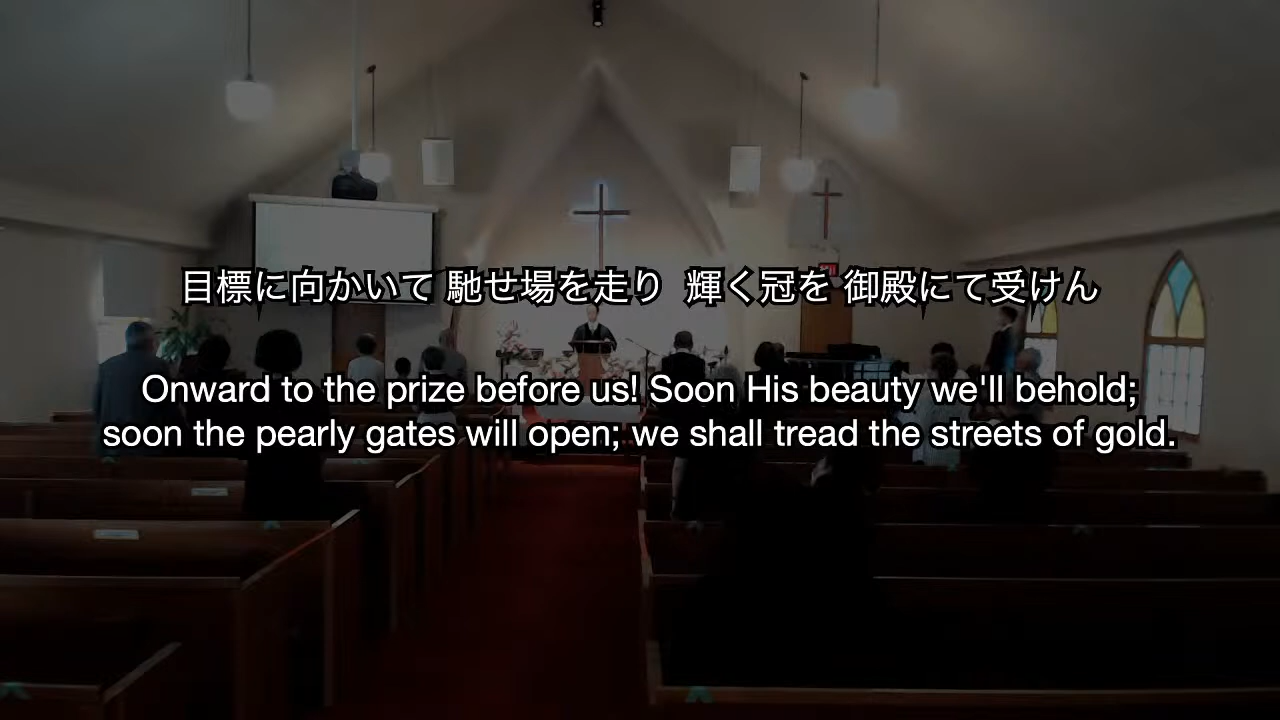 目標に向かいて 馳せ場を走り 輝く冠を 御殿にて受けん
Onward to the prize before us! Soon His beauty we'll behold;
soon the pearly gates will open; we shall tread the streets of gold.